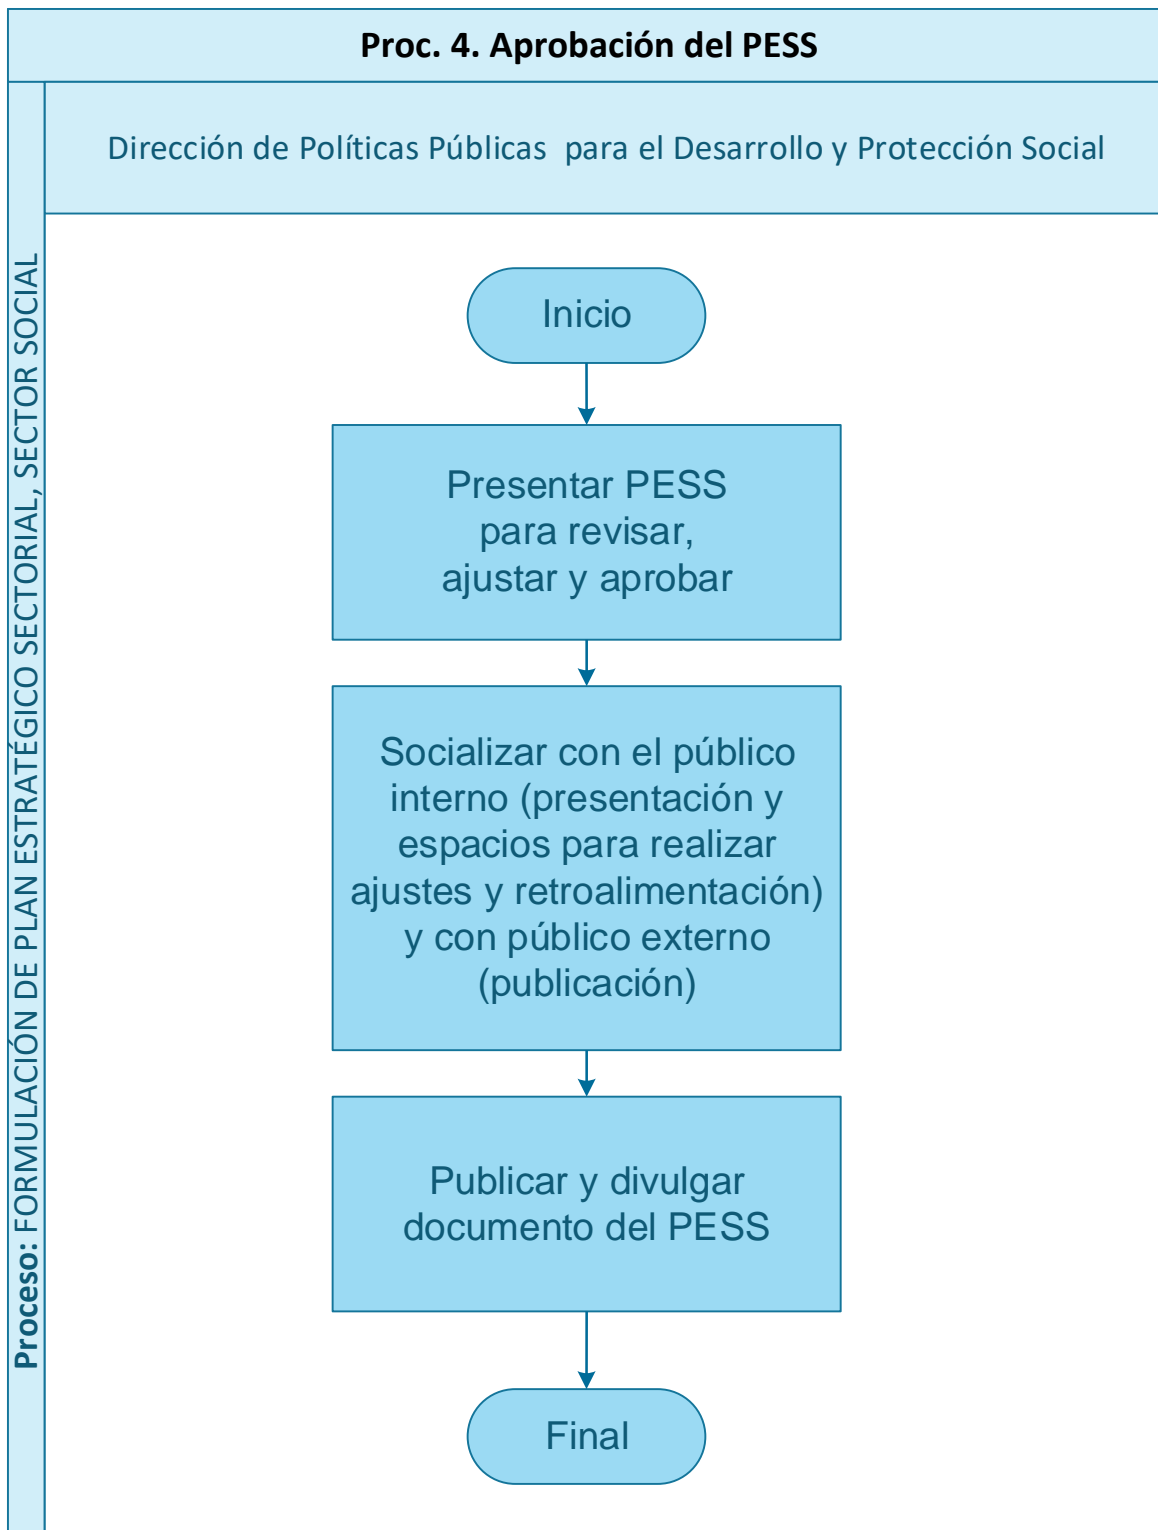 Proc. 4. Aprobación del PESS
Dirección de Políticas Públicas  para el Desarrollo y Protección Social
Proceso: FORMULACIÓN DE PLAN ESTRATÉGICO SECTORIAL, SECTOR SOCIAL
Inicio
Presentar PESS
para revisar,
ajustar y aprobar
Socializar con el público
interno (presentación y
espacios para realizar
ajustes y retroalimentación)
y con público externo
(publicación)
Publicar y divulgar
documento del PESS
Final